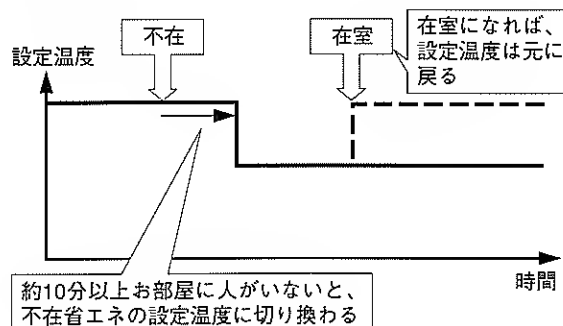 不在
在室
在室になれば、
設定温度は元に
戻る
設定温度
時間
約10分以上お部屋に人がいないと、
不在省エネの設定温度に切り換わる